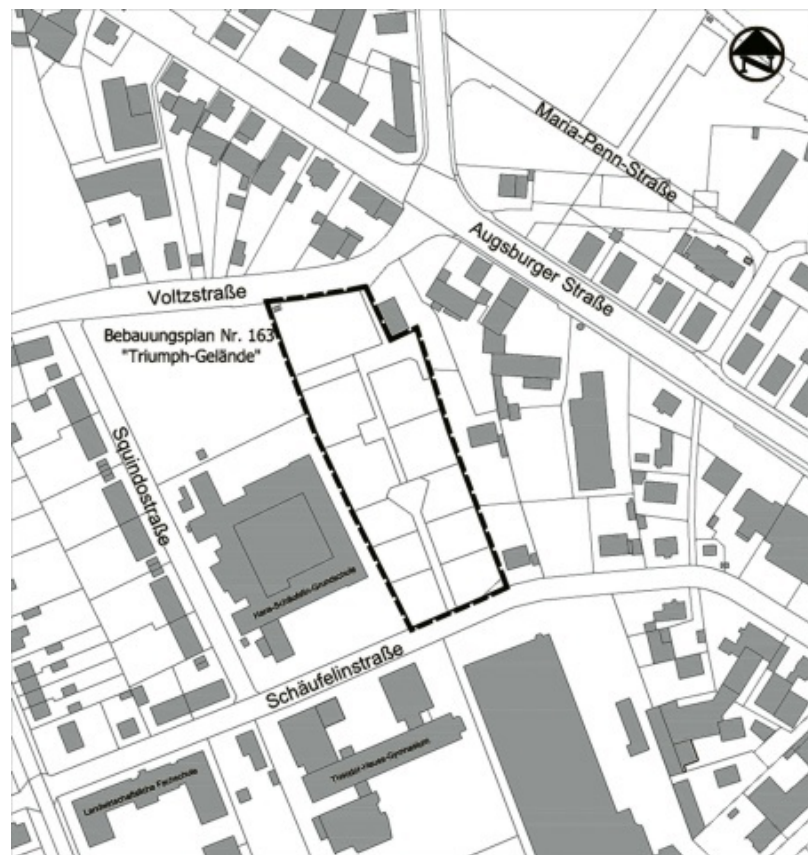 Maria-Penn-Straße
Augsburger Straße
Voltzstraße
Bebauungsplan Nr. 163
"Triumph-Gelände"
Squindostraße
Hans-Schäufelin-Grundschule
Schäufelinstraße
Theodor-Heuss-Gymnasium
Landwirtschaftliche Fachschule